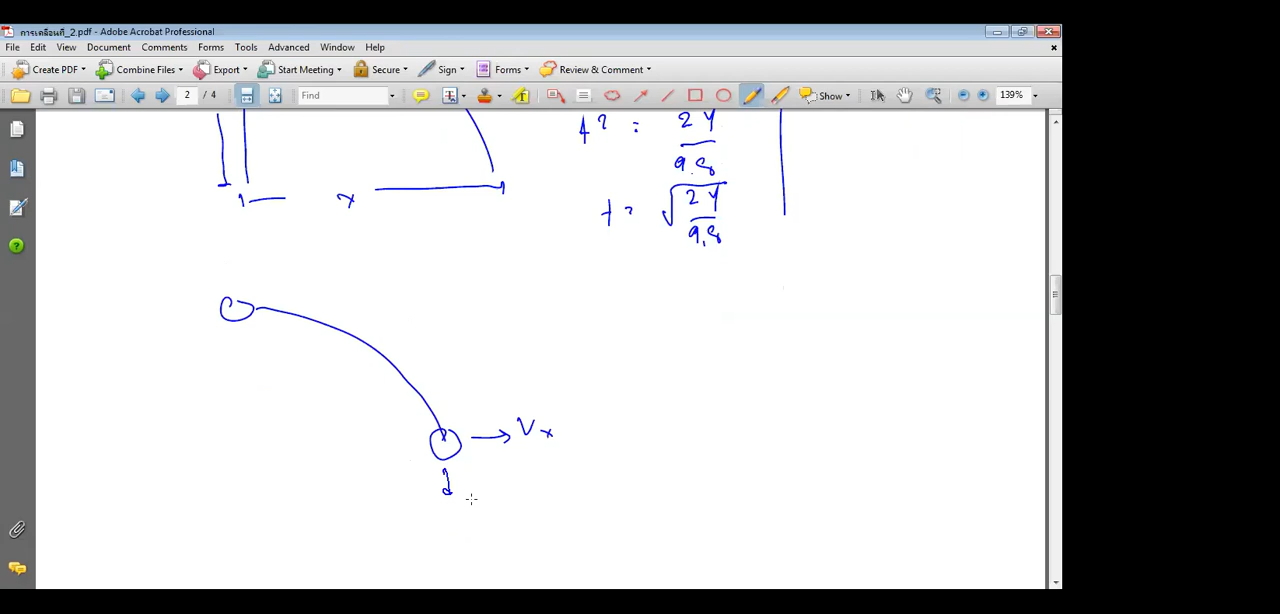 การเคลื่อนที่_2.pdf - Adobe Acrobat Professional
File Edit View Document Comments Forms Tools Advanced Window Help
Create PDF Combine Files Export Start Meeting Secure Sign Forms Review & Comment
2 / 4 Find Show 139%
t² = 2Y
9.8
x
t = √ 2Y
9.8
Vx